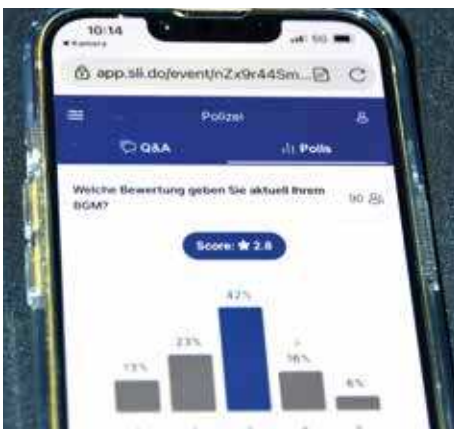 10:14
Kamera
5G
app.sli.do/event/nZx9r44Sm...
Polizei
Q&A
Polls
Welche Bewertung geben Sie aktuell Ihrem
BGM?
90
Score: ★ 2.8
42%
23%
16%
13%
6%